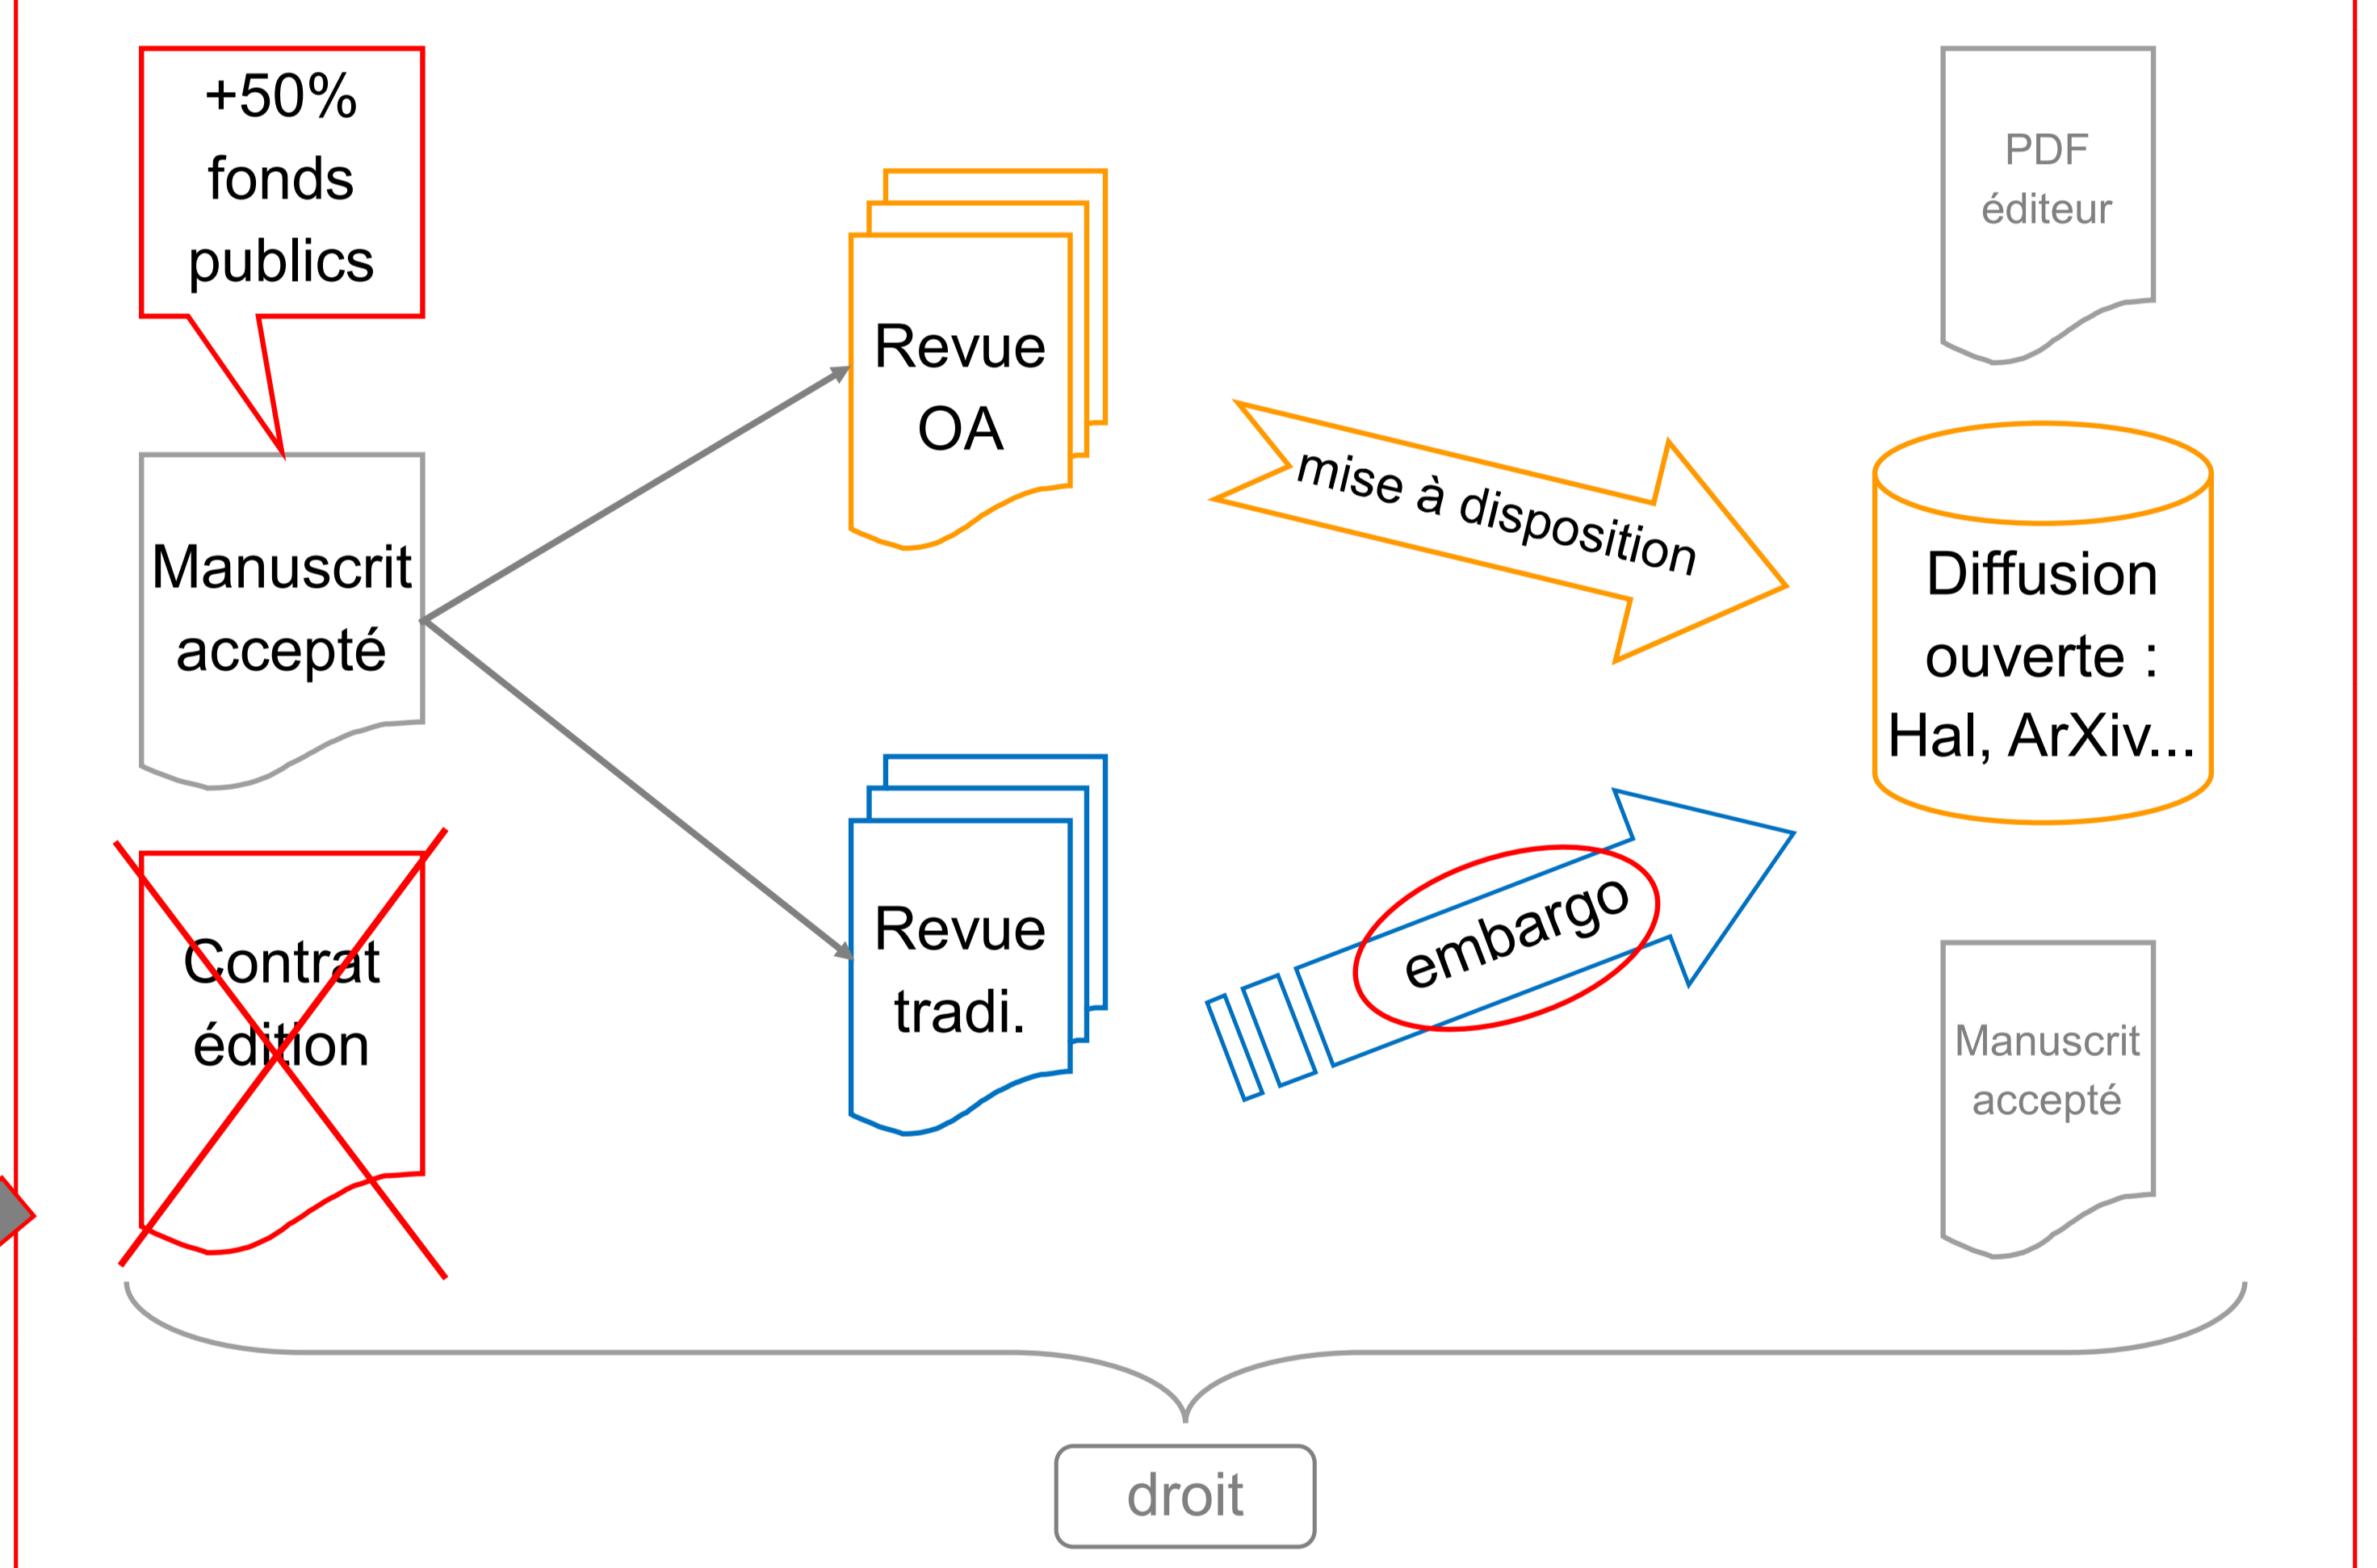 +50%
fonds
publics
Manuscrit
accepté
Contrat
édition
Revue
OA
Revue
tradi.
mise à disposition
embargo
PDF
éditeur
Diffusion
ouverte :
Hal, ArXiv...
Manuscrit
accepté
droit